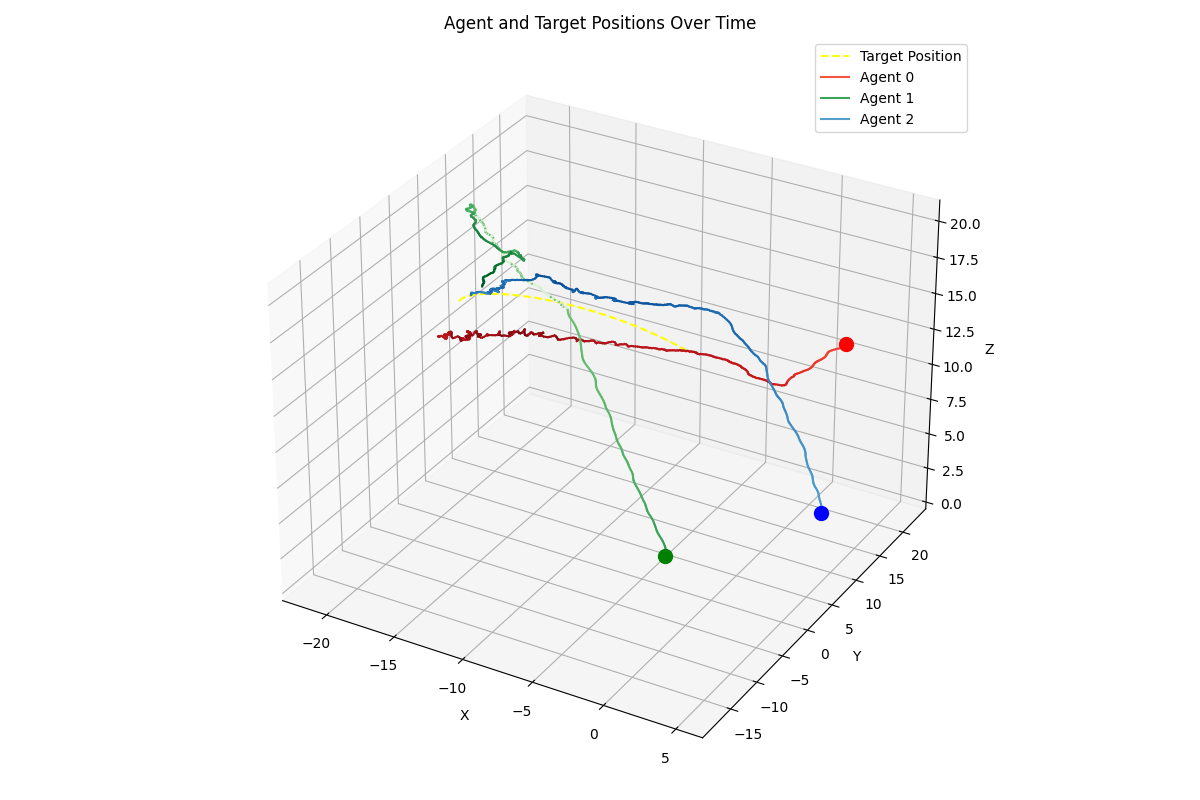 Agent and Target Positions Over Time
Target Position
Agent 0
Agent 1
Agent 2
20.0
17.5
15.0
12.5
10.0
7.5
5.0
2.5
0.0
Z
20
15
10
5
0
−5
−10
−15
Y
−20
−15
−10
−5
0
5
X